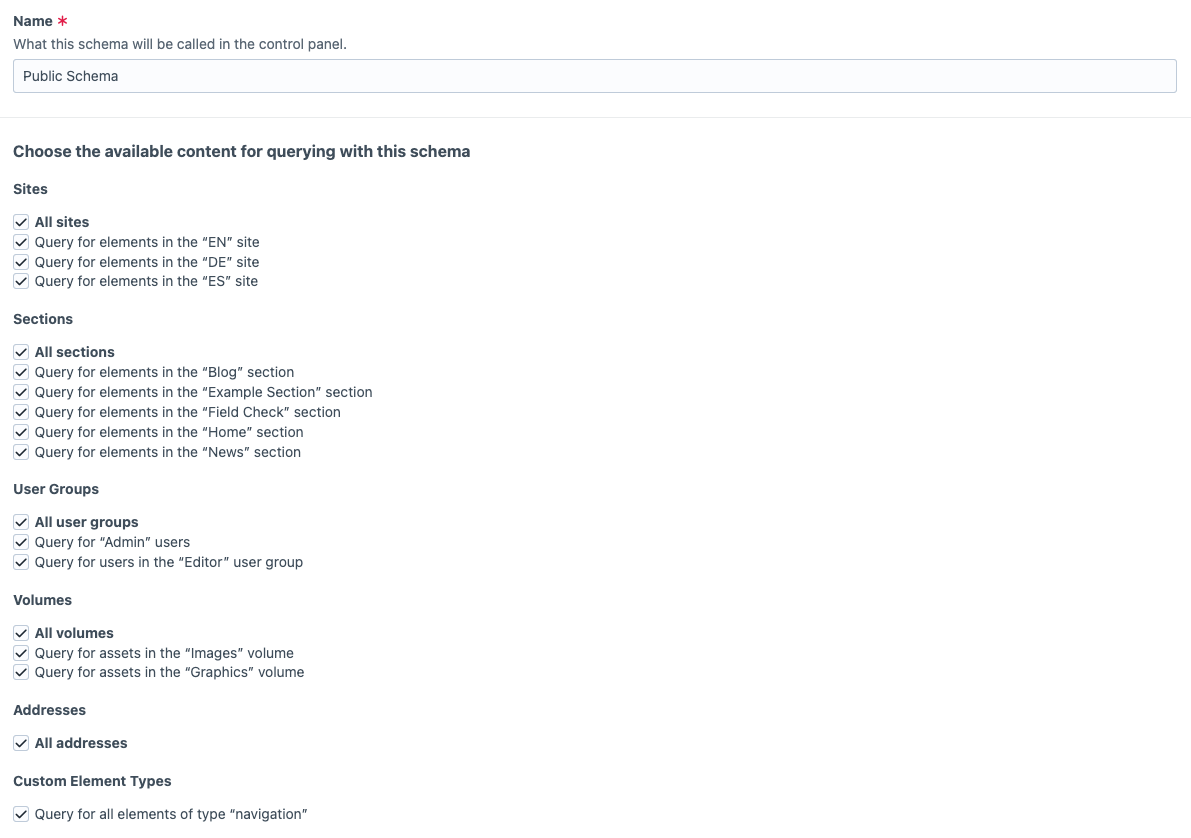 Name *
What this schema will be called in the control panel.
Public Schema
Choose the available content for querying with this schema
Sites
All sites
Query for elements in the “EN” site
Query for elements in the “DE” site
Query for elements in the “ES” site
Sections
All sections
Query for elements in the “Blog” section
Query for elements in the “Example Section” section
Query for elements in the “Field Check” section
Query for elements in the “Home” section
Query for elements in the “News” section
User Groups
All user groups
Query for “Admin” users
Query for users in the “Editor” user group
Volumes
All volumes
Query for assets in the “Images” volume
Query for assets in the “Graphics” volume
Addresses
All addresses
Custom Element Types
Query for all elements of type “navigation”